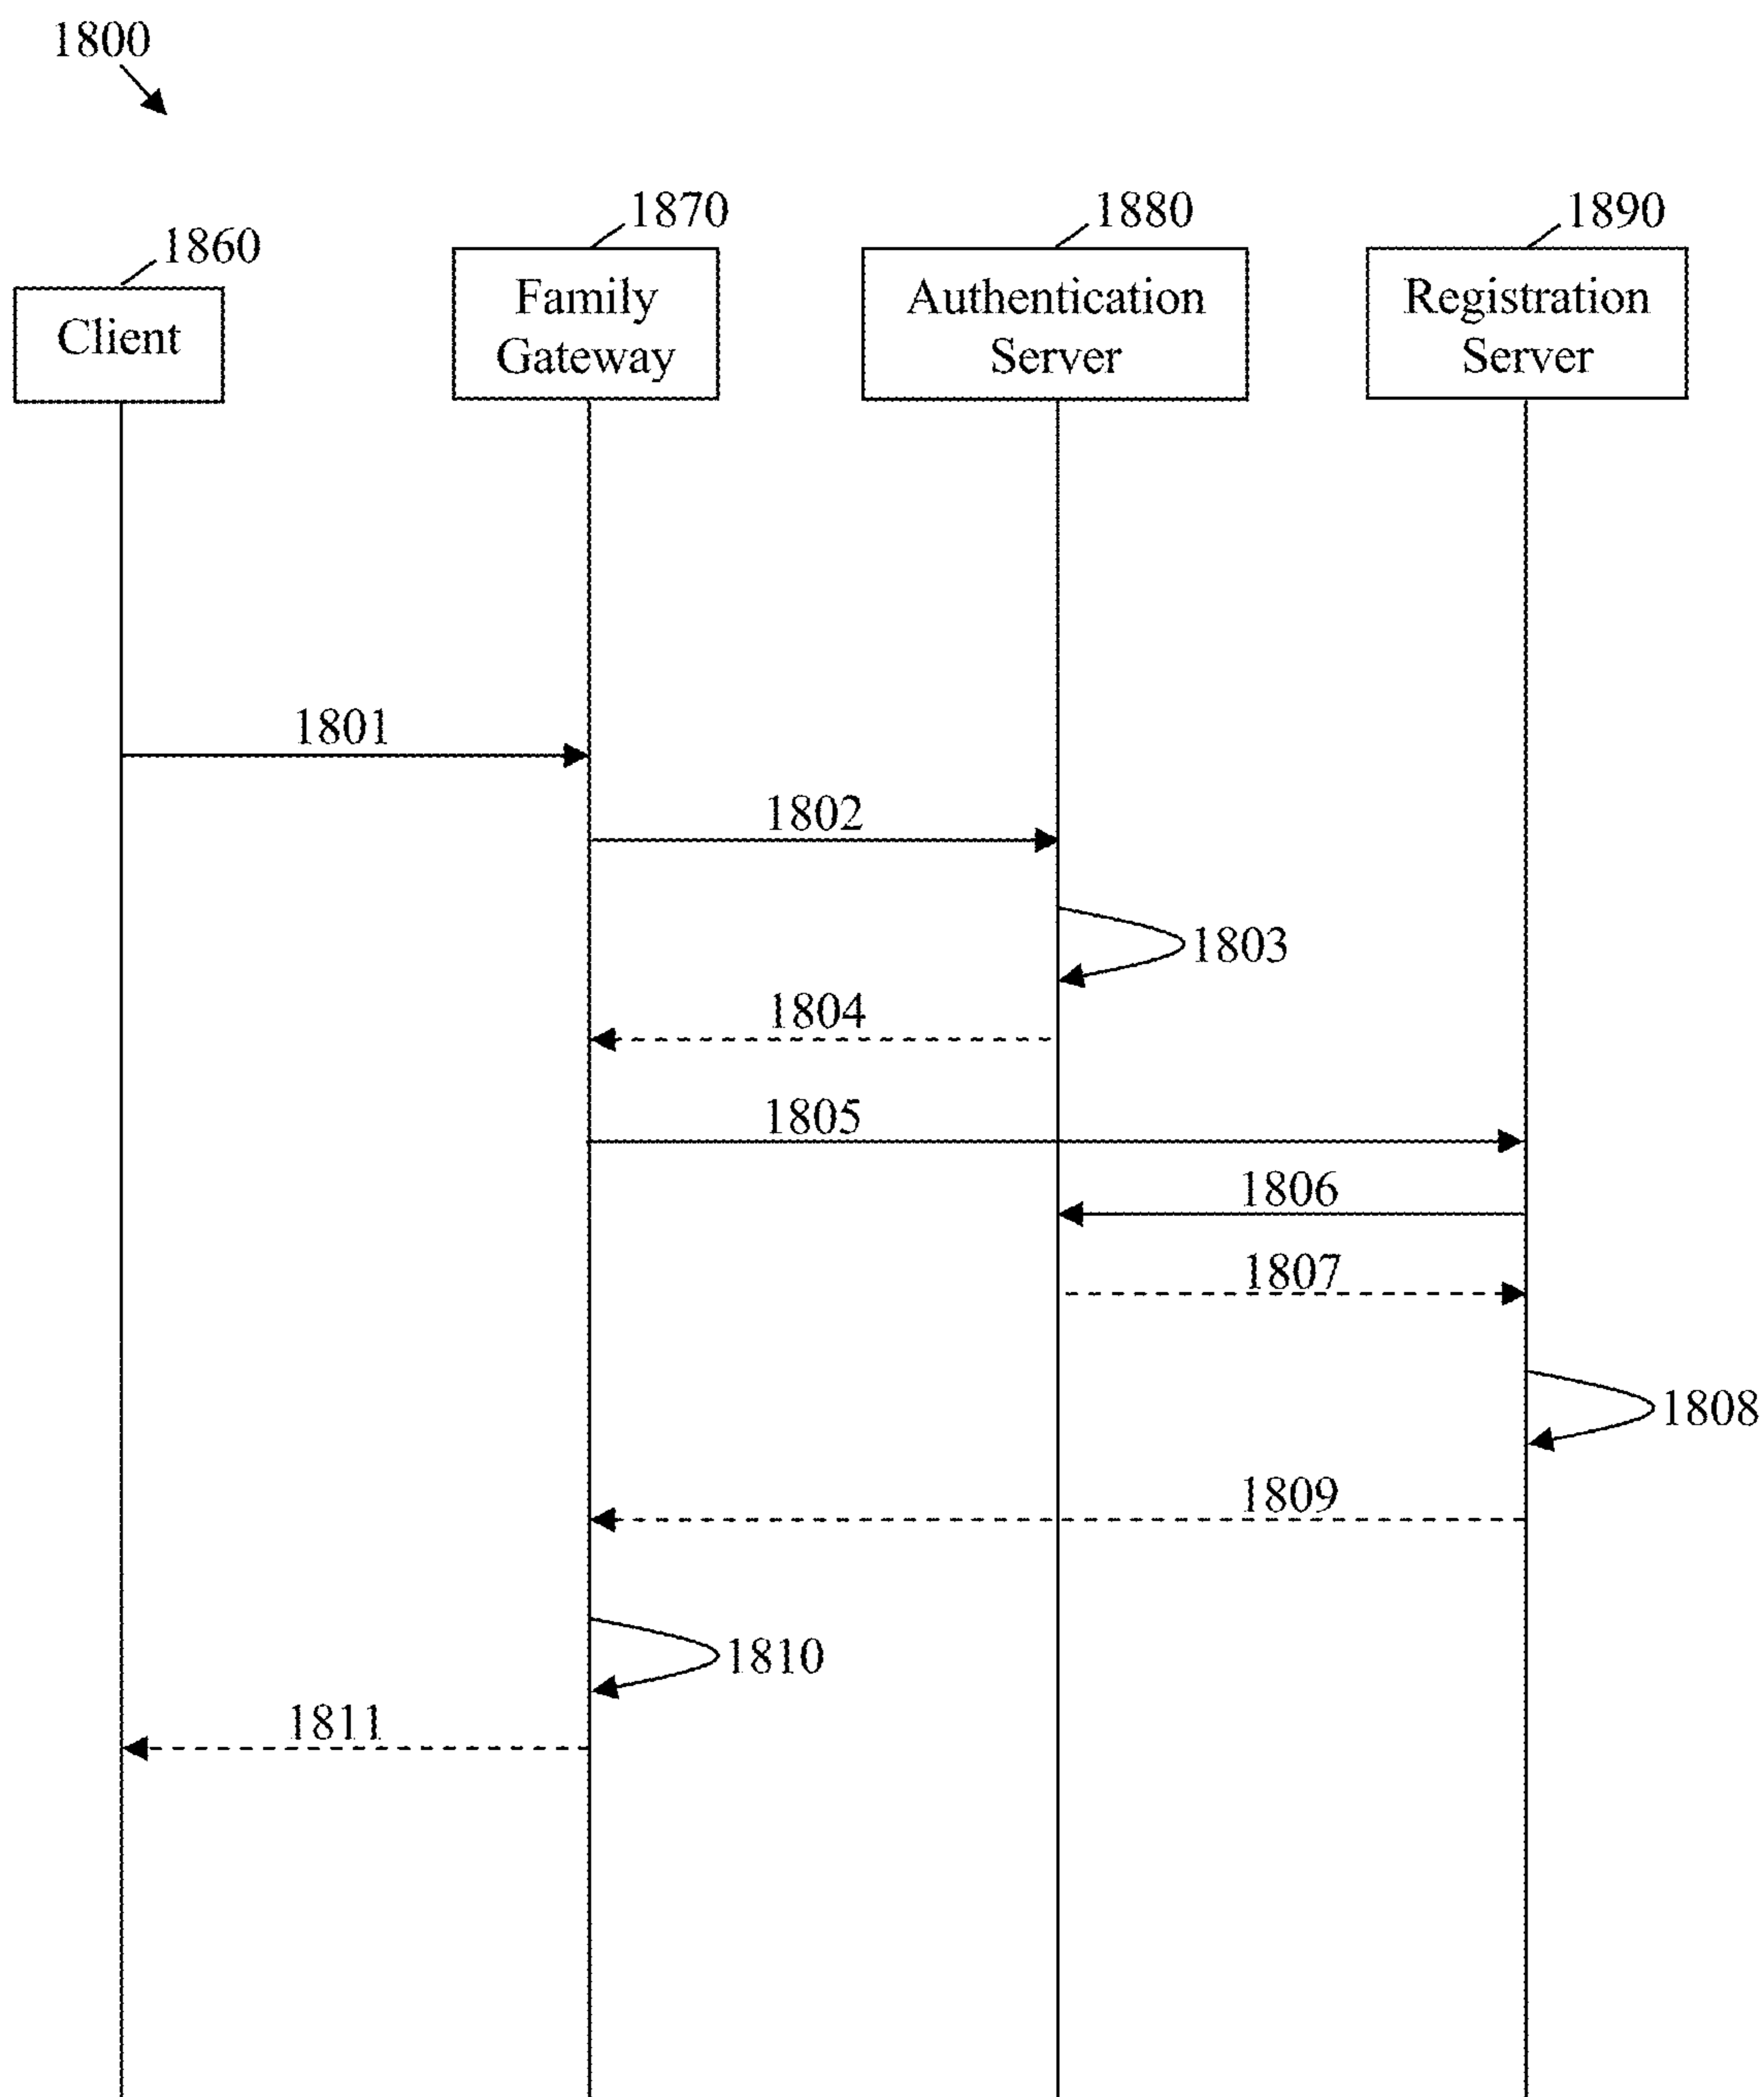 1800
1860
1870
1880
1890
Client
Family
Gateway
Authentication
Server
Registration
Server
1801
1802
1803
1804
1805
1806
1807
1808
1809
1810
1811